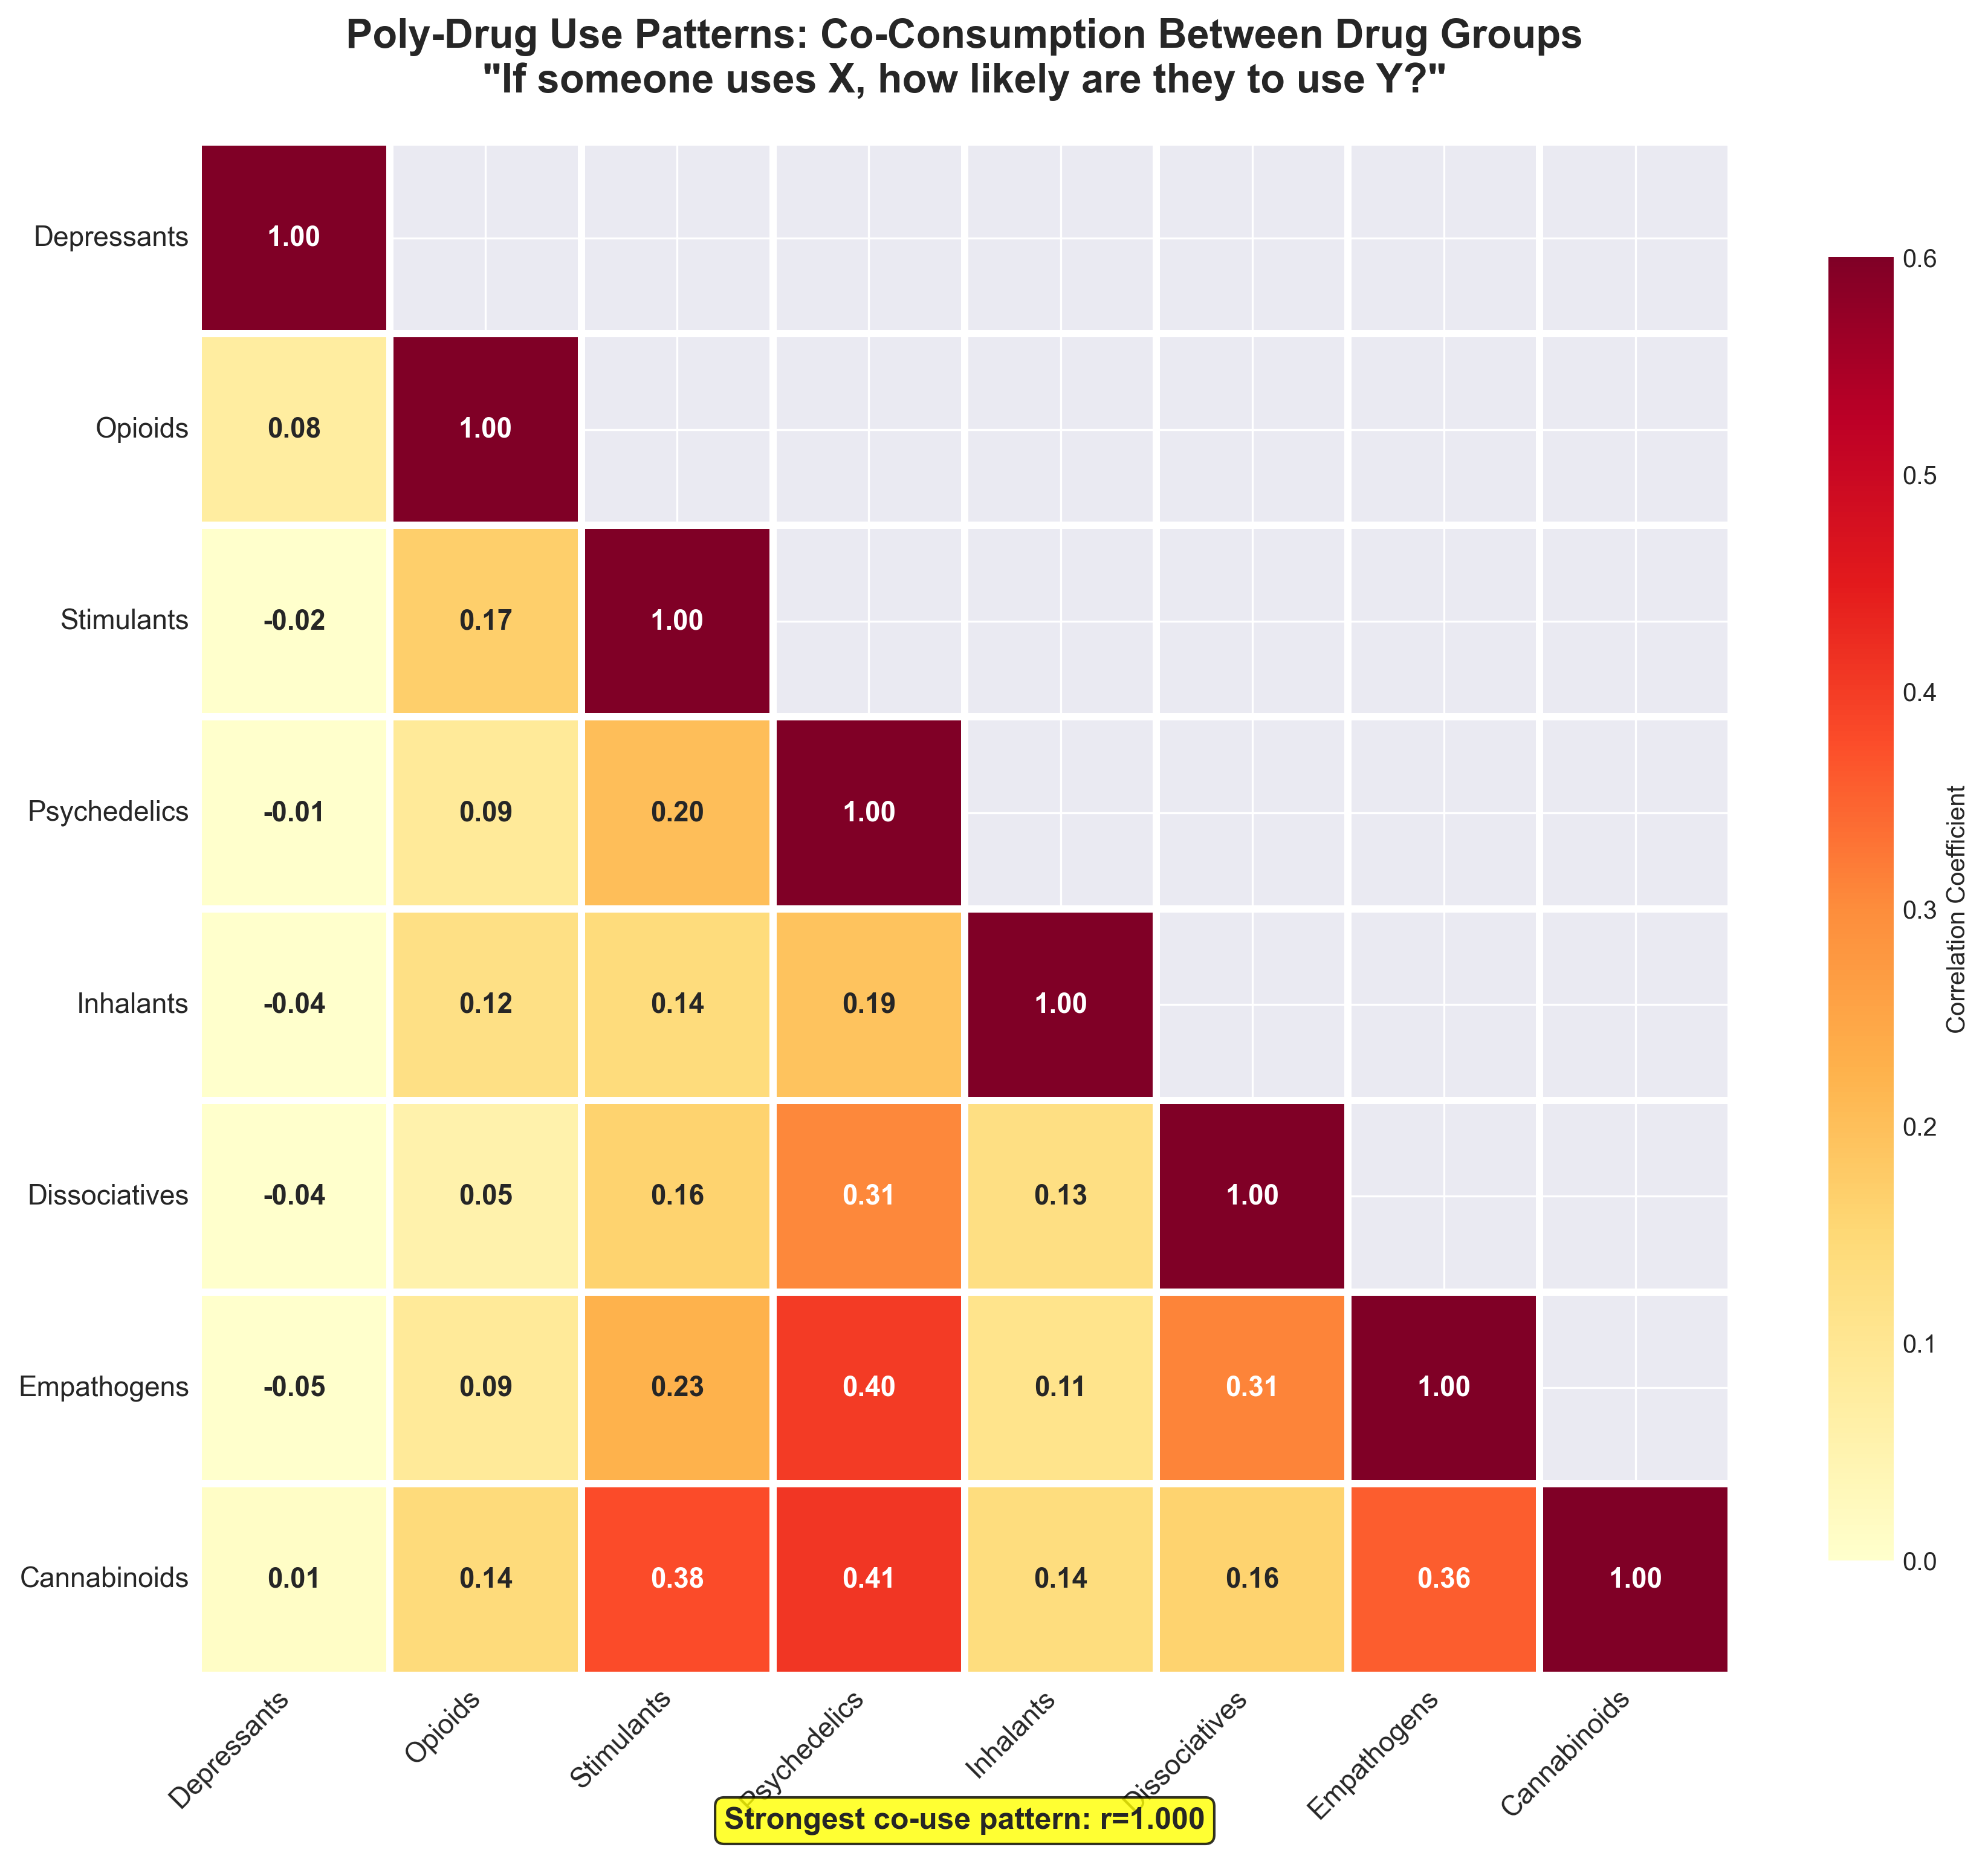 Poly-Drug Use Patterns: Co-Consumption Between Drug Groups
"If someone uses X, how likely are they to use Y?"
Depressants 1.00
Opioids 0.08 1.00
Stimulants -0.02 0.17 1.00
Psychedelics -0.01 0.09 0.20 1.00
Inhalants -0.04 0.12 0.14 0.19 1.00
Dissociatives -0.04 0.05 0.16 0.31 0.13 1.00
Empathogens -0.05 0.09 0.23 0.40 0.11 0.31 1.00
Cannabinoids 0.01 0.14 0.38 0.41 0.14 0.16 0.36 1.00
Depressants Opioids Stimulants Psychedelics Inhalants Dissociatives Empathogens Cannabinoids
Strongest co-use pattern: r=1.000
0.6
0.5
0.4
0.3
0.2
0.1
0.0
Correlation Coefficient